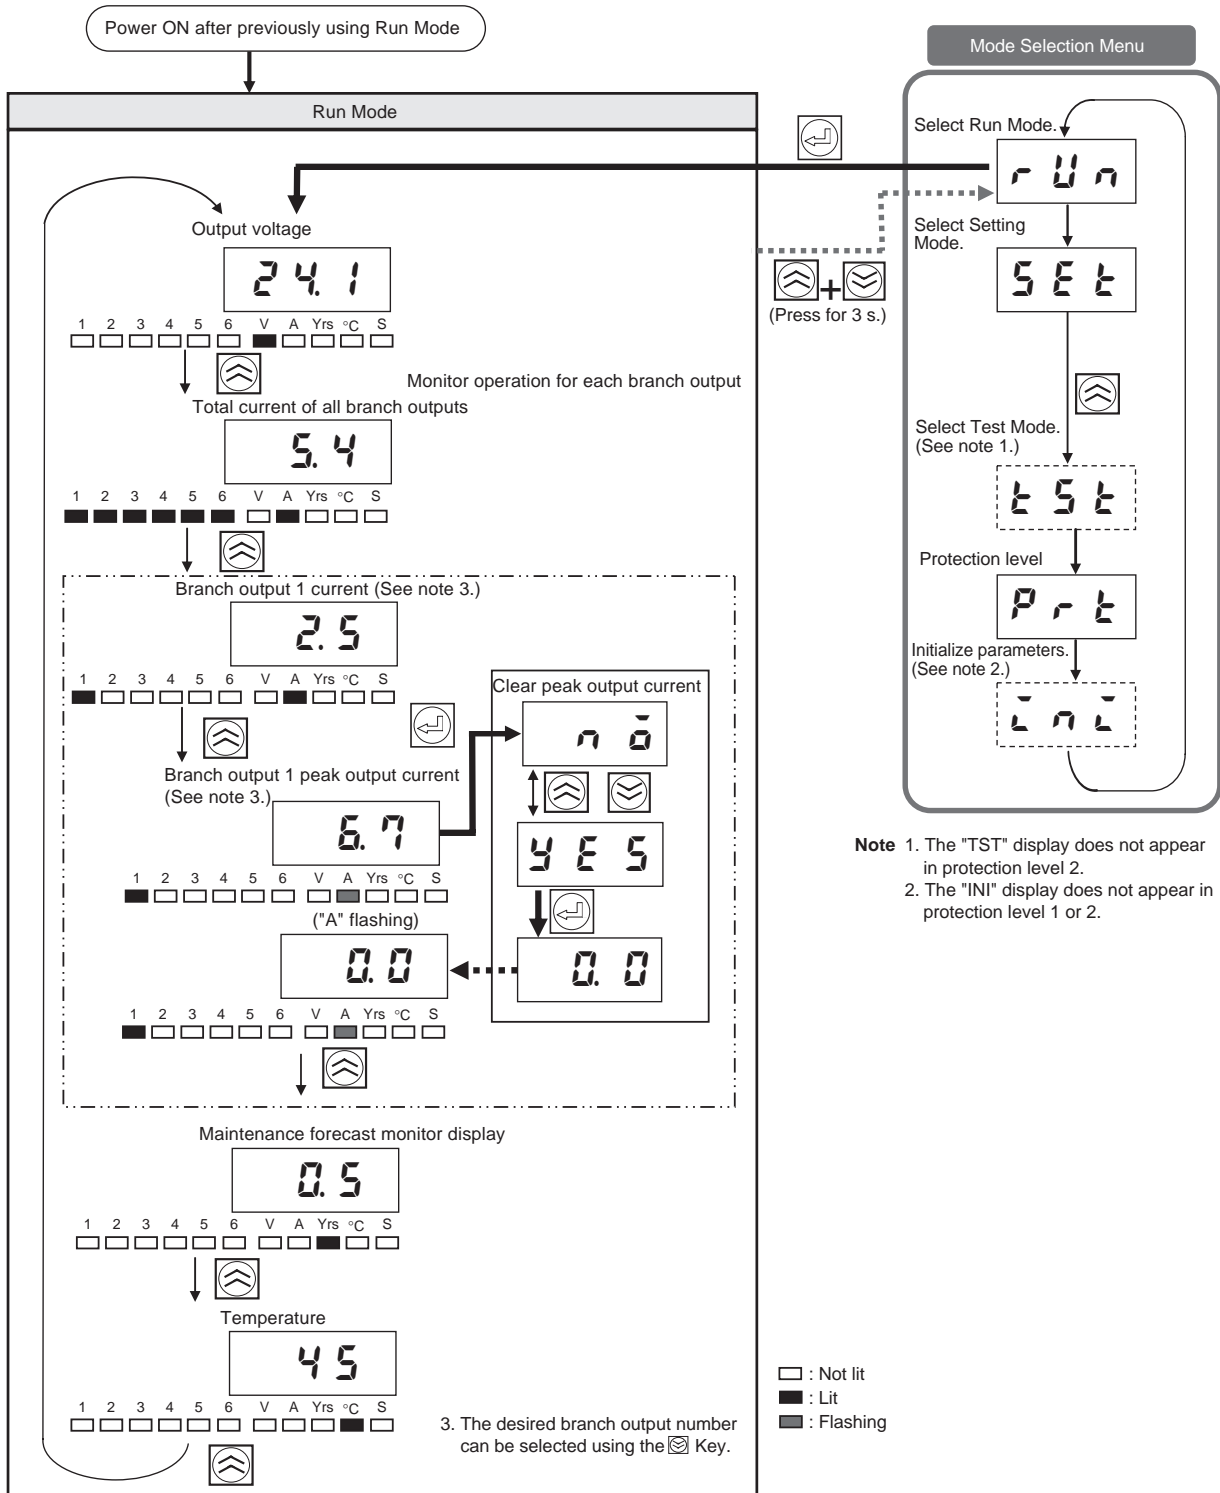 Power ON after previously using Run Mode
Run Mode
Output voltage
24.1
1 2 3 4 5 6 V A Yrs °C S
Monitor operation for each branch output
Total current of all branch outputs
5.4
1 2 3 4 5 6 V A Yrs °C S
Branch output 1 current (See note 3.)
2.5
1 2 3 4 5 6 V A Yrs °C S
Branch output 1 peak output current
(See note 3.)
6.7
1 2 3 4 5 6 V A Yrs °C S
("A" flashing)
0.0
1 2 3 4 5 6 V A Yrs °C S
Clear peak output current
no
YES
0.0
Maintenance forecast monitor display
0.5
1 2 3 4 5 6 V A Yrs °C S
Temperature
45
1 2 3 4 5 6 V A Yrs °C S
3. The desired branch output number
can be selected using the Key.
+
(Press for 3 s.)
Mode Selection Menu
Select Run Mode.
rUn
Select Setting
Mode.
SEt
Select Test Mode.
(See note 1.)
tSt
Protection level
Prt
Initialize parameters.
(See note 2.)
ini
Note 1. The "TST" display does not appear
in protection level 2.
2. The "INI" display does not appear in
protection level 1 or 2.
: Not lit
: Lit
: Flashing